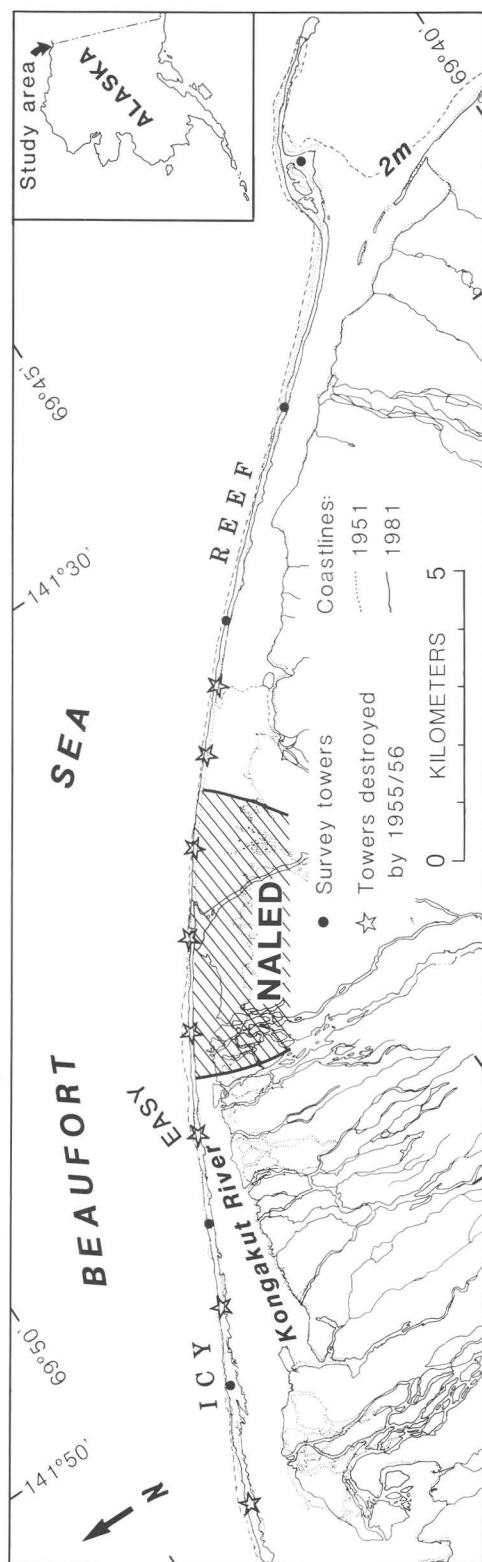 Study area
ALASKA
69°40'
69°45'
141°30'
69°50'
141°50'
N
BEAUFORT
SEA
ICY
REEF
EASY
Kongakut River
NALED
2m
Survey towers
Towers destroyed
by 1955/56
Coastlines:
1951
1981
0
5
KILOMETERS